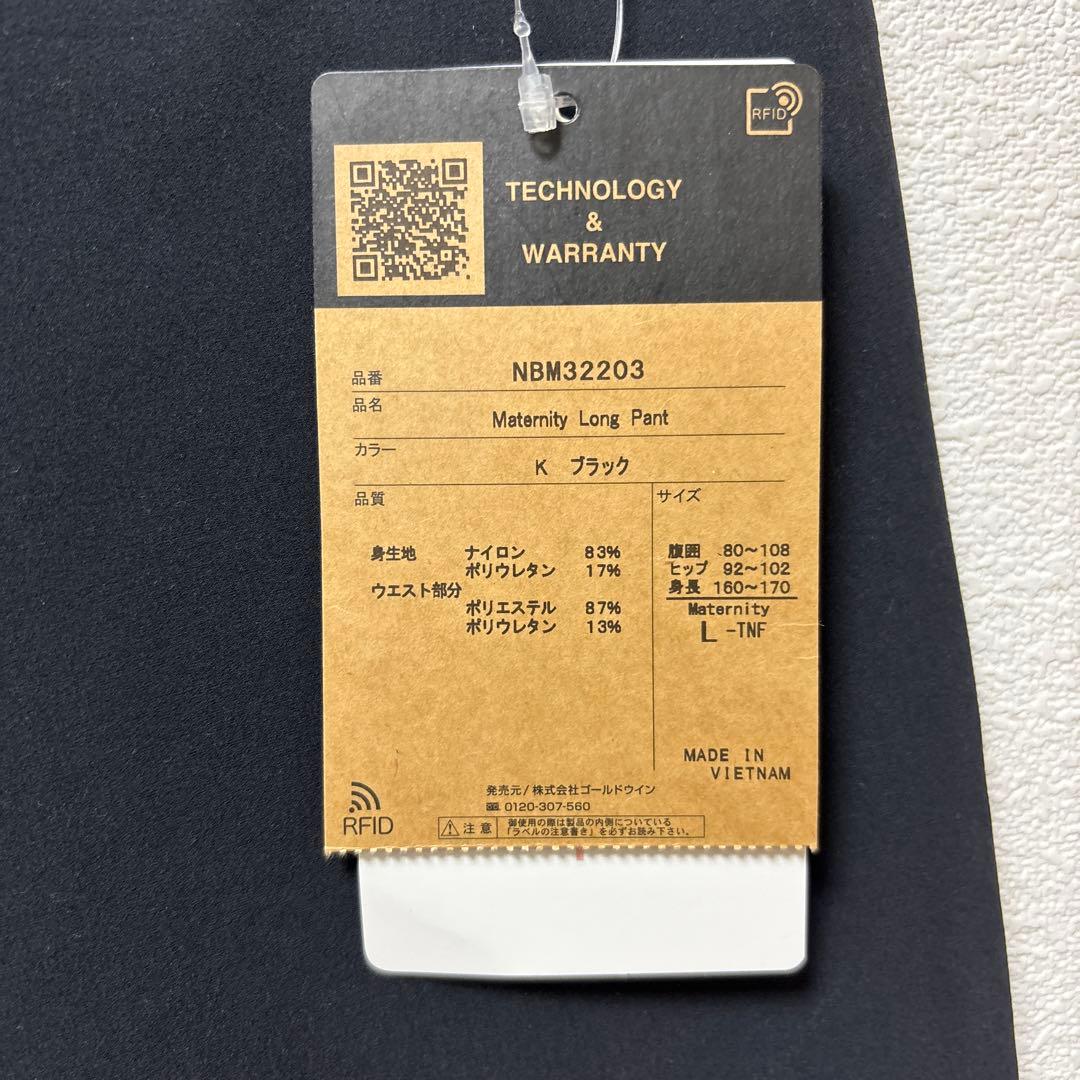 RFID
TECHNOLOGY
&
WARRANTY
品番 NBM32203
品名 Maternity Long Pant
カラー K ブラック
品質
身生地 ナイロン 83%
ポリウレタン 17%
ウエスト部分
ポリエステル 87%
ポリウレタン 13%
サイズ
腹囲 80〜108
ヒップ 92〜102
身長 160〜170
Maternity
L -TNF
MADE IN
VIETNAM
発売元/株式会社ゴールドウイン
0120-307-560
RFID
注意 御使用の際は製品の内側についている
「ラベルの注意書き」を必ずお読み下さい。